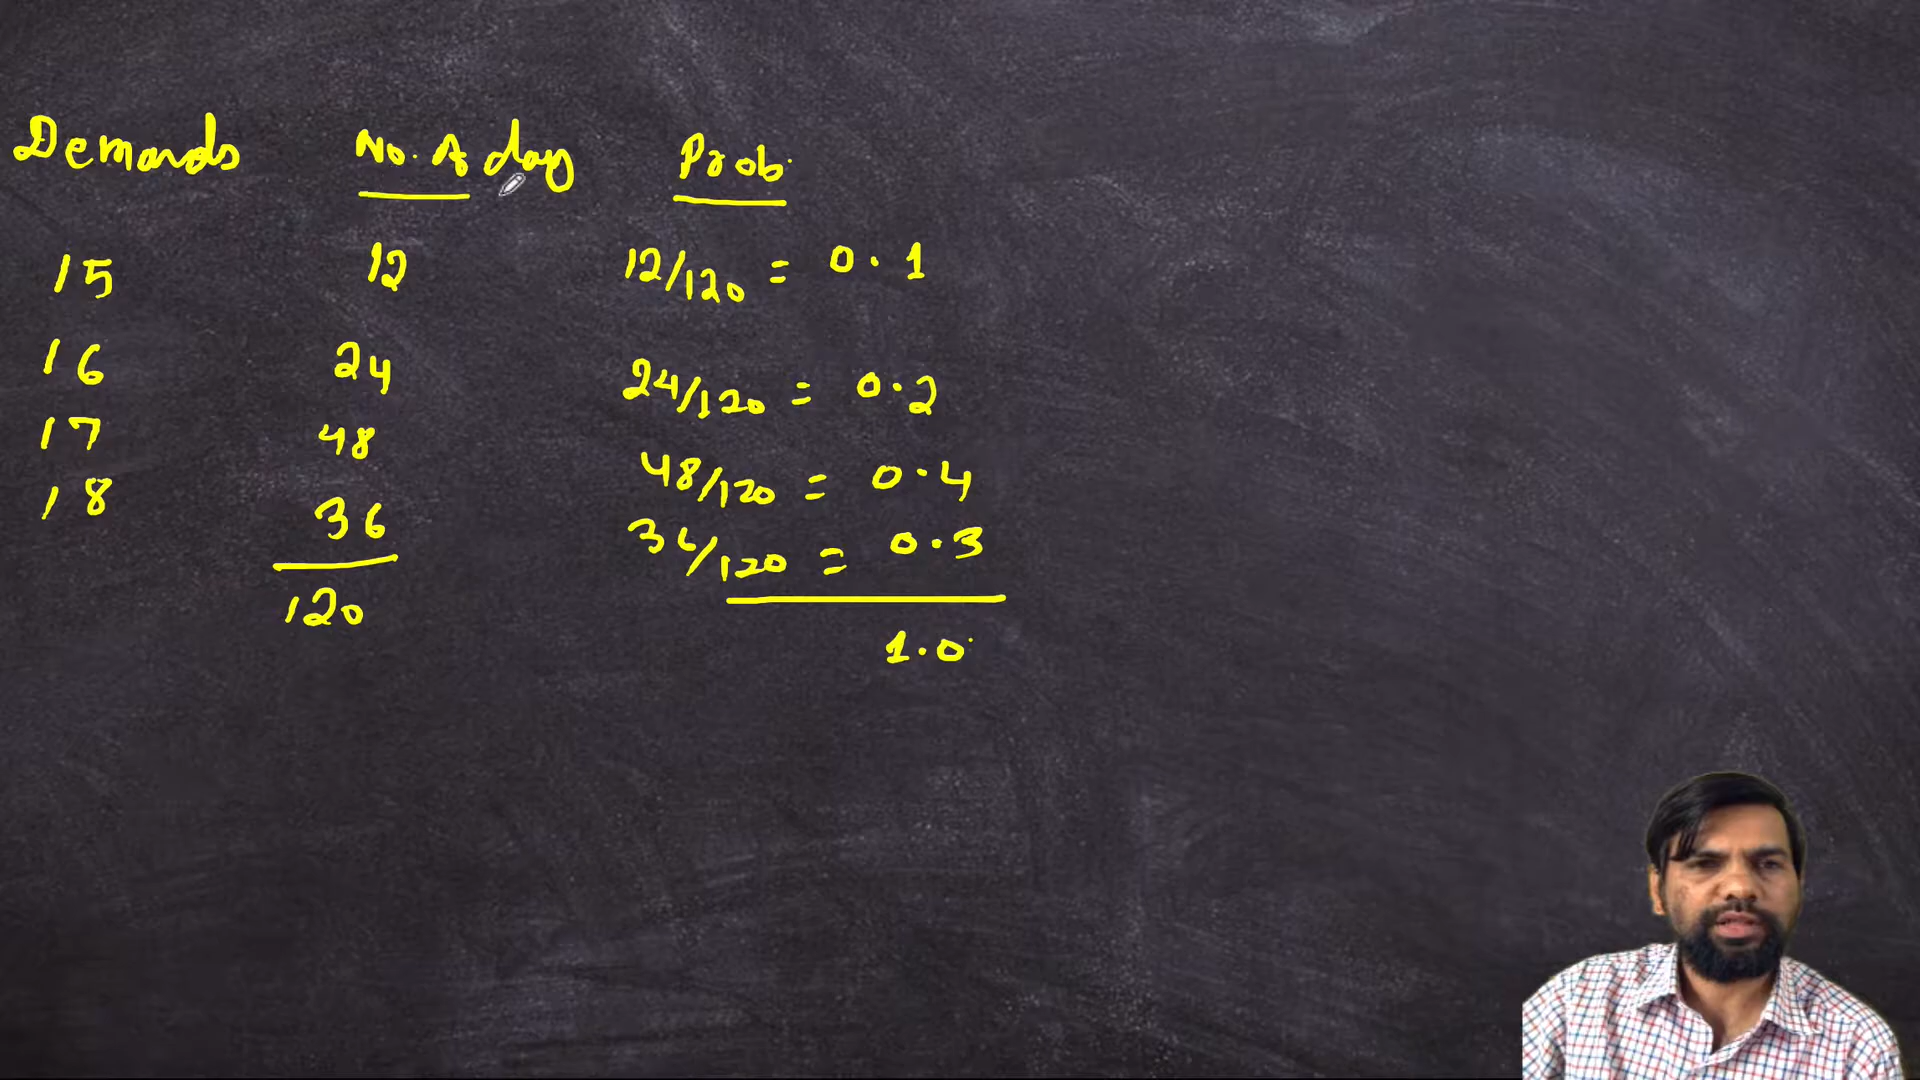 Demands No. of day Prob.
15 12 12/120 = 0.1
16 24 24/120 = 0.2
17 48 48/120 = 0.4
18 36 36/120 = 0.3
120 1.0